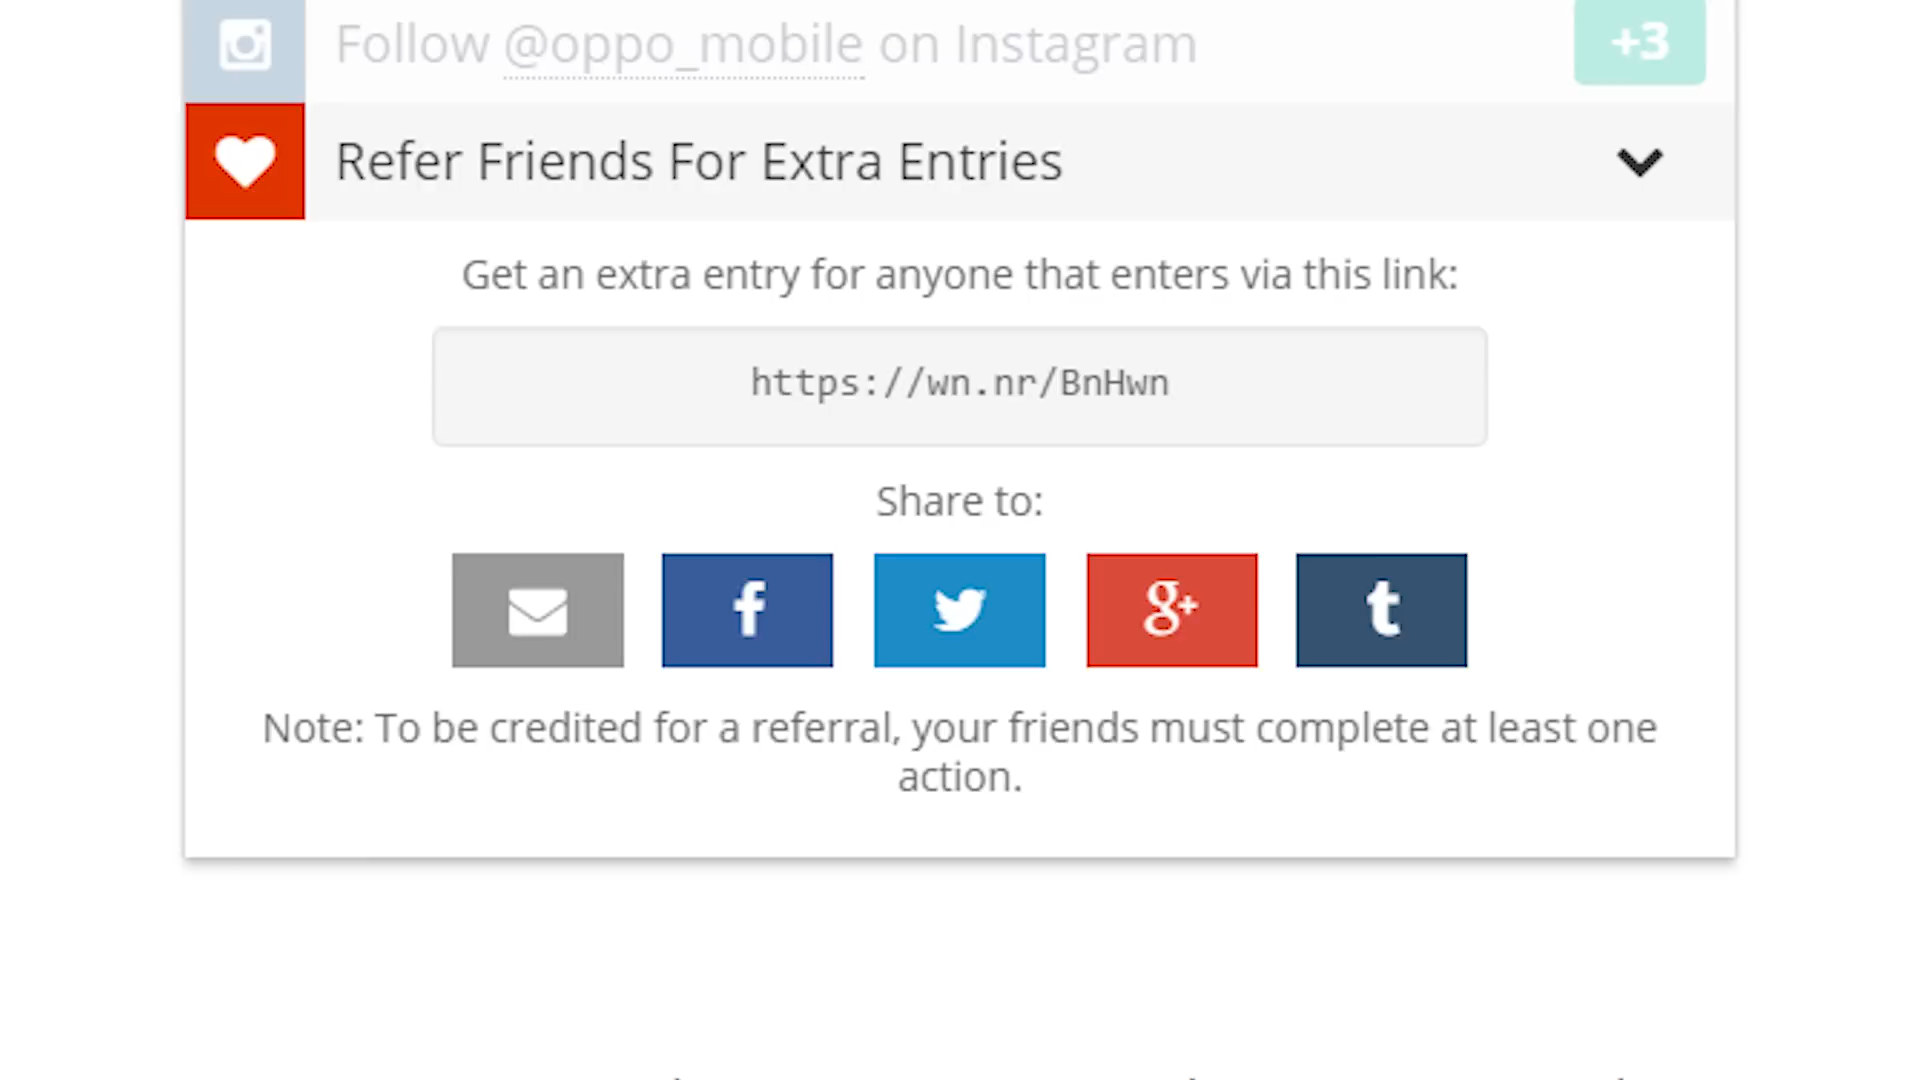 Follow @oppo_mobile on Instagram
+3
Refer Friends For Extra Entries
Get an extra entry for anyone that enters via this link:
https://wn.nr/BnHwn
Share to:
f
g+
t
Note: To be credited for a referral, your friends must complete at least one
action.